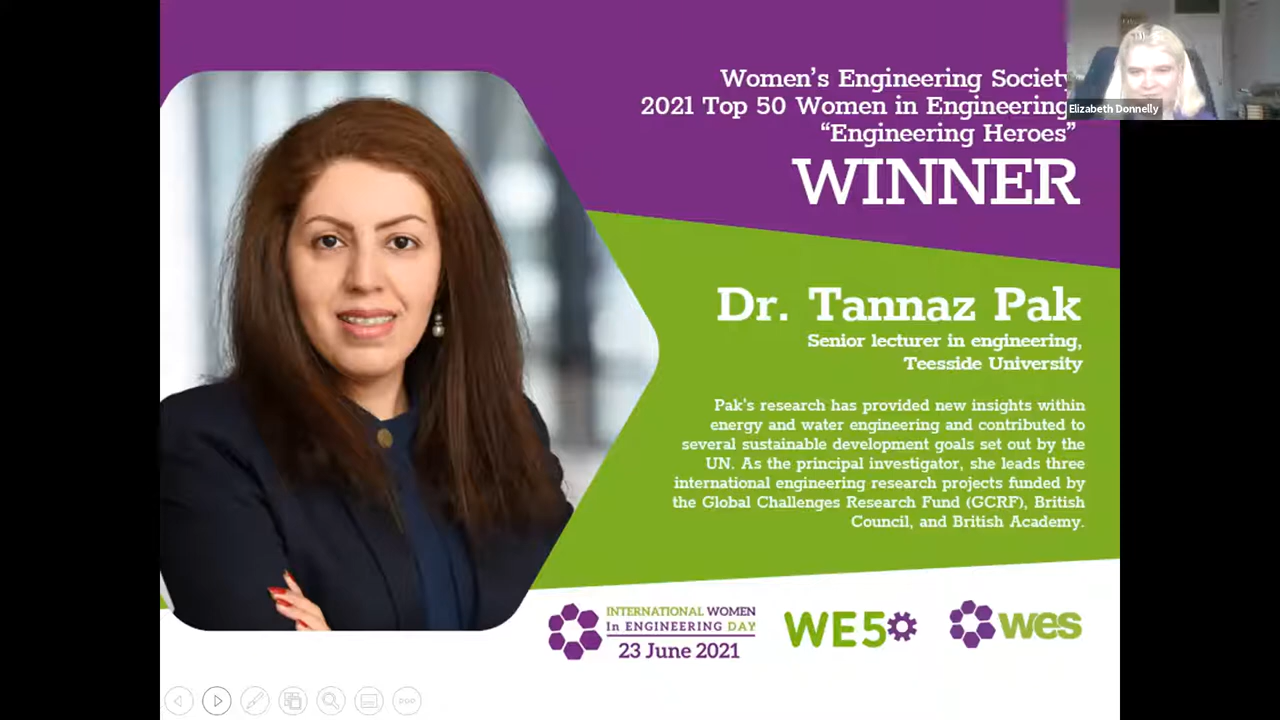 Women's Engineering Society
2021 Top 50 Women in Engineering
“Engineering Heroes”
WINNER
Elizabeth Donnelly
Dr. Tannaz Pak
Senior lecturer in engineering,
Teesside University
Pak's research has provided new insights within
energy and water engineering and contributed to
several sustainable development goals set out by the
UN. As the principal investigator, she leads three
international engineering research projects funded by
the Global Challenges Research Fund (GCRF), British
Council, and British Academy.
INTERNATIONAL WOMEN
In ENGINEERING DAY
23 June 2021
WE50
wes